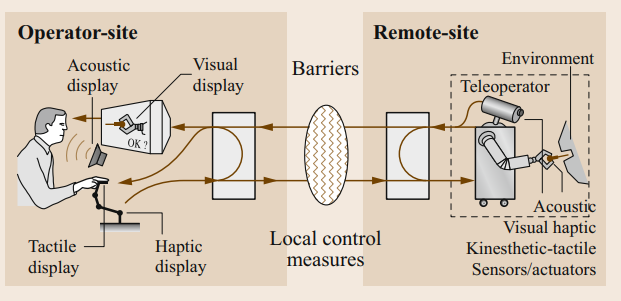 Operator-site
Remote-site
Acoustic
display
Visual
display
Barriers
Environment
Teleoperator
OK ?
Tactile
display
Haptic
display
Local control
measures
Acoustic
Visual haptic
Kinesthetic-tactile
Sensors/actuators